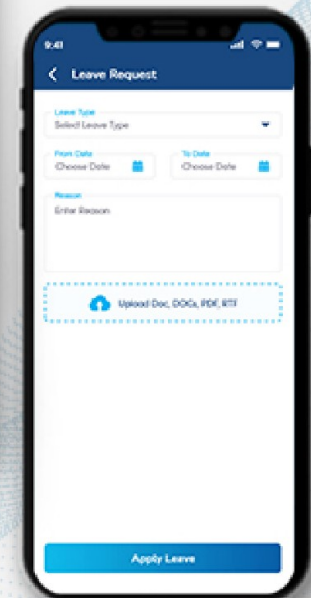 9:41
Leave Request
Leave Type
Select Leave Type
From Date
Choose Date
To Date
Choose Date
Reason
Enter Reason
Upload Doc, DOCx, PDF, RTF
Apply Leave